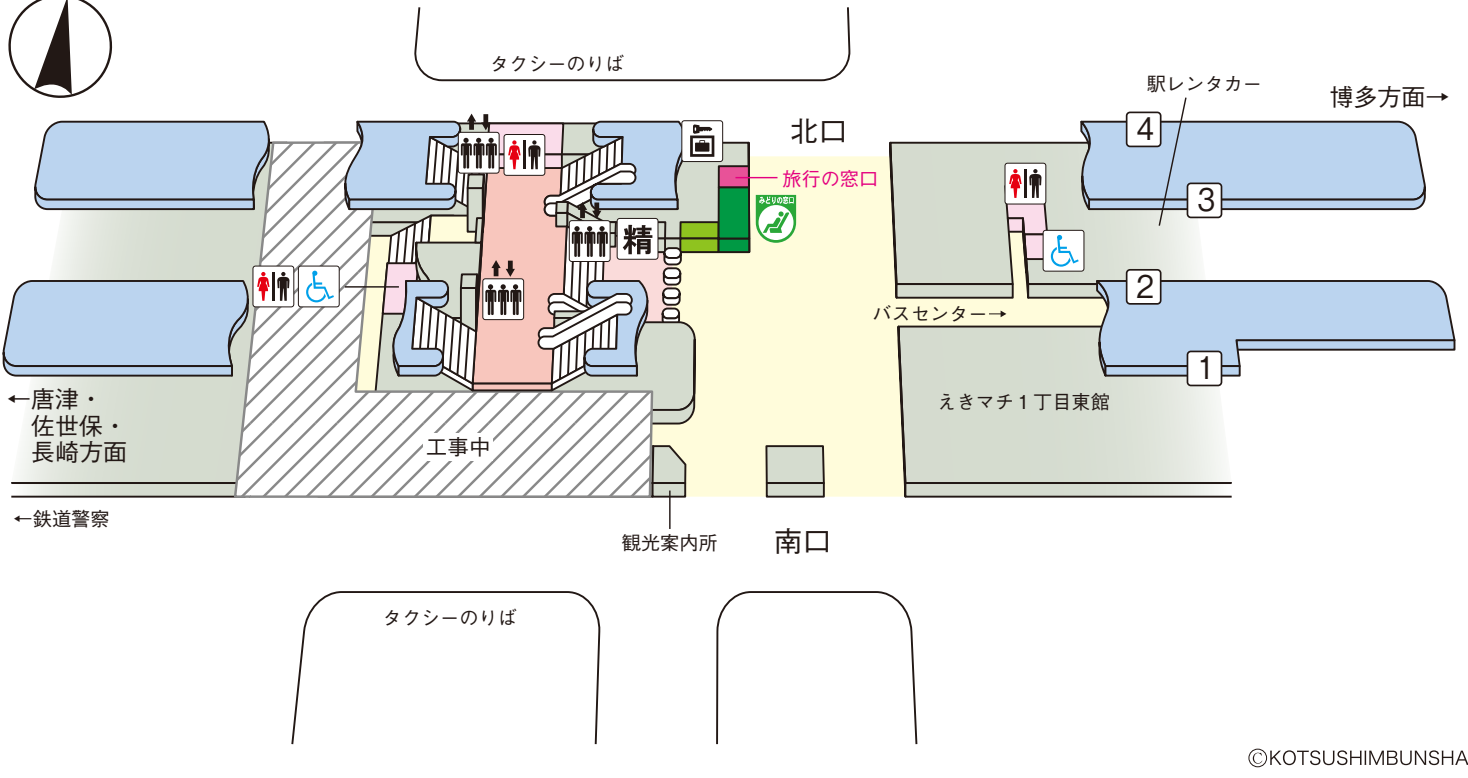 タクシーのりば
駅レンタカー
博多方面→
北口
4
旅行の窓口
3
みどりの窓口
精
2
バスセンター→
1
←唐津・
佐世保・
長崎方面
えきマチ1丁目東館
工事中
←鉄道警察
観光案内所
南口
タクシーのりば
©KOTSUSHIMBUNSHA